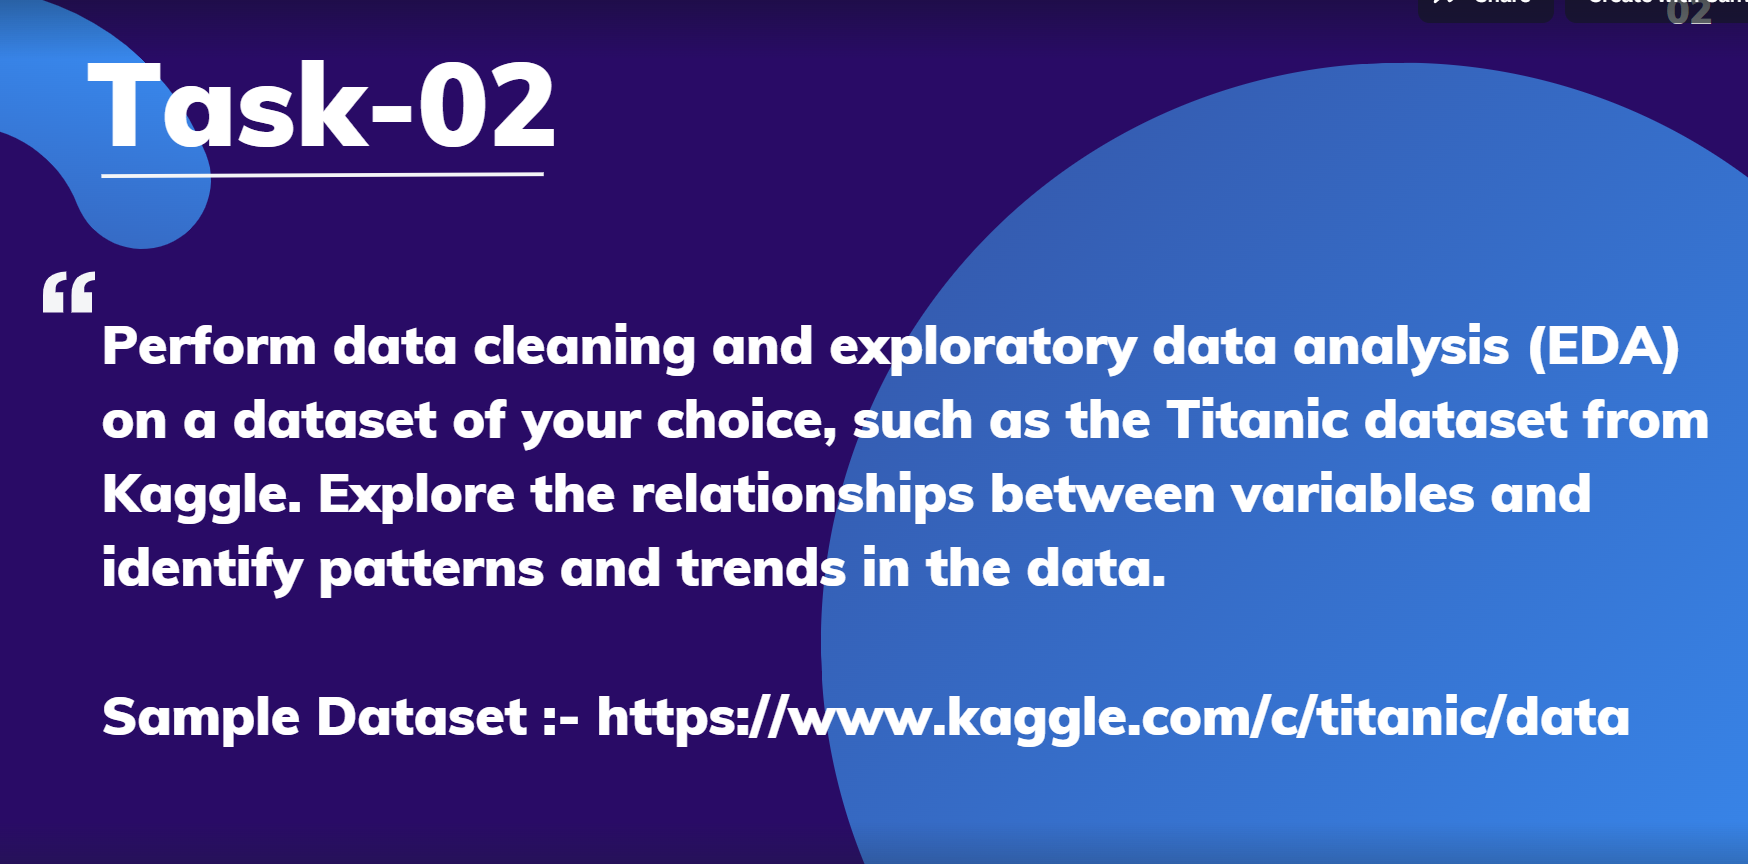 02
Task-02
“
Perform data cleaning and exploratory data analysis (EDA)
on a dataset of your choice, such as the Titanic dataset from
Kaggle. Explore the relationships between variables and
identify patterns and trends in the data.
Sample Dataset :- https://www.kaggle.com/c/titanic/data